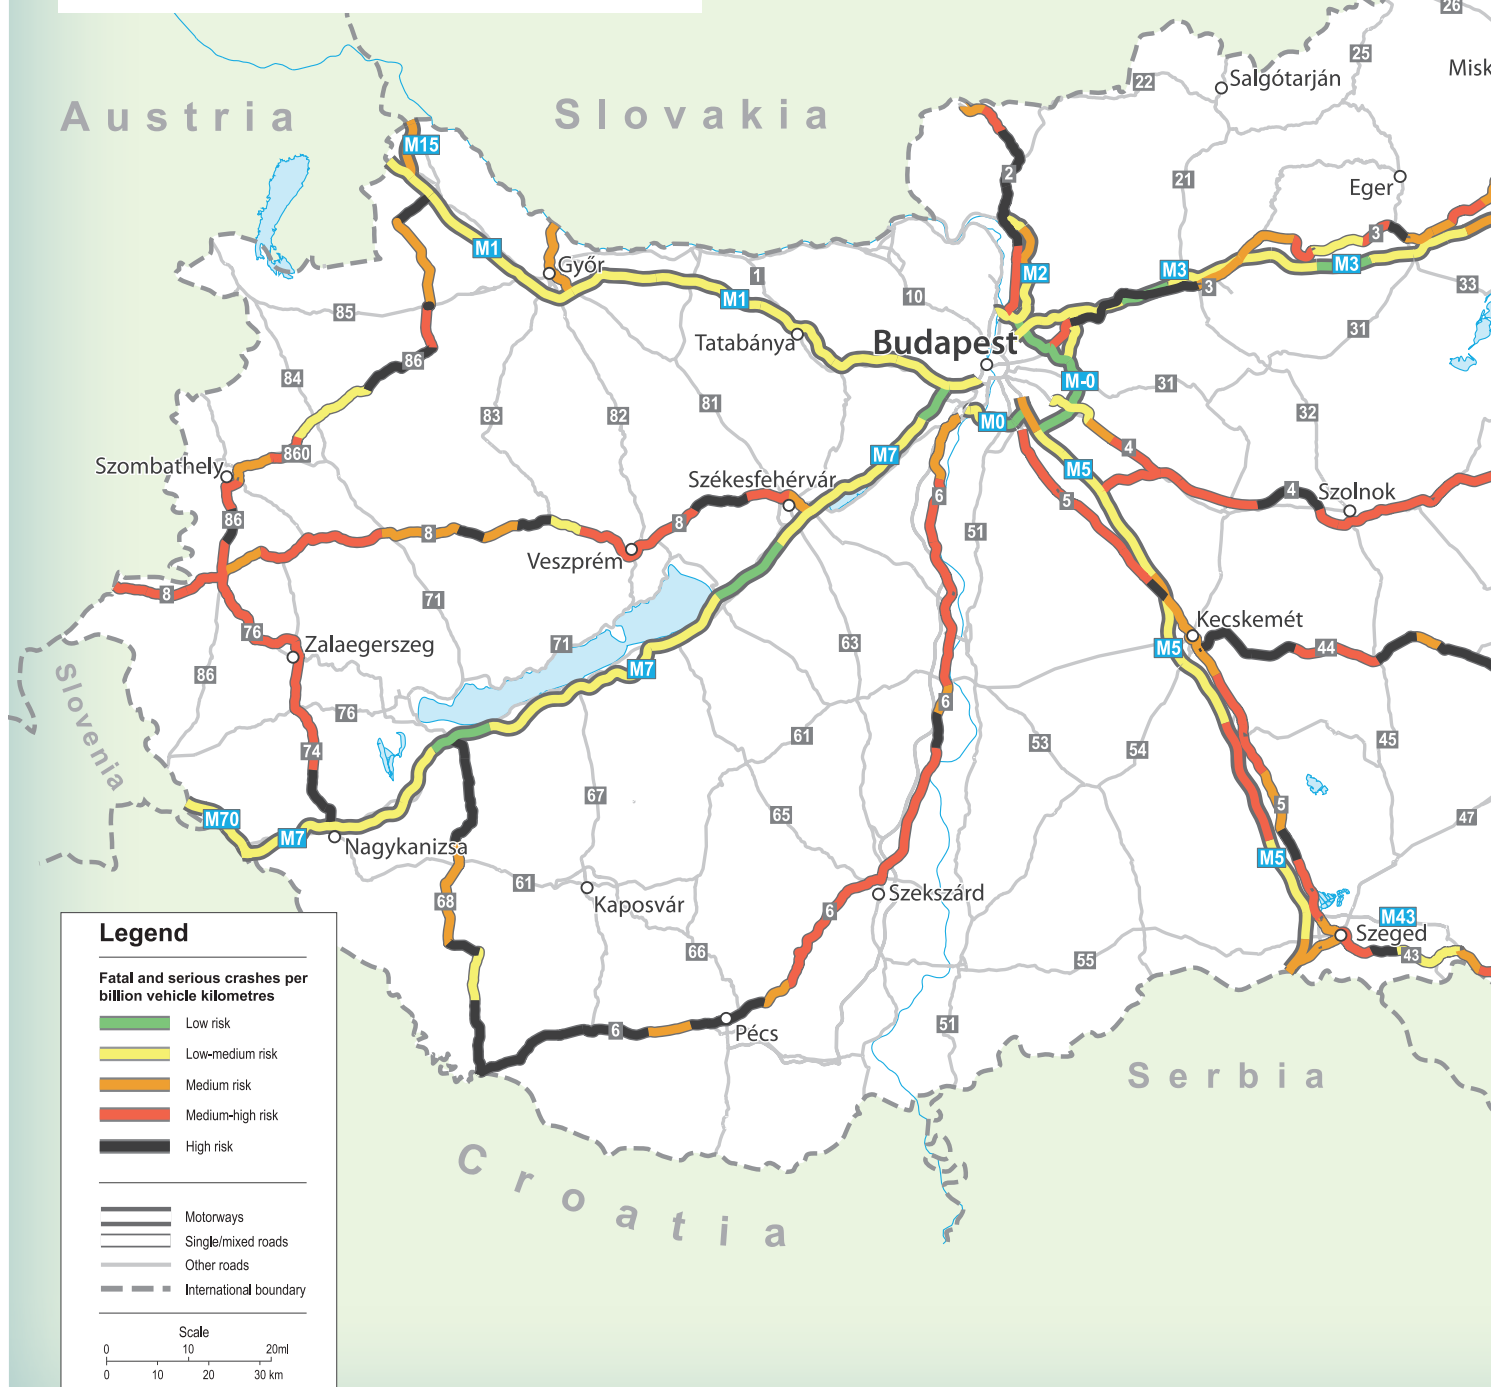 26
25
Misk
Salgótarján
22
Austria
Slovakia
M15
2
21
Eger
3
M1
Győr
1
M2
M3
M3
3
33
10
M1
85
31
Tatabánya
Budapest
86
84
M-0
31
32
81
83
82
M0
4
860
M7
Szombathely
M5
Székesfehérvár
6
5
4
Szolnok
86
8
8
51
Veszprém
8
71
Kecskemét
76
Zalaegerszeg
71
63
M5
44
86
M7
6
Slovenia
76
74
61
53
54
45
67
5
M70
M7
65
47
Nagykanizsa
M5
61
Kaposvár
Szekszárd
68
6
M43
Szeged
43
66
55
6
Pécs
51
Serbia
Croatia
Legend
Fatal and serious crashes per
billion vehicle kilometres
Low risk
Low-medium risk
Medium risk
Medium-high risk
High risk
Motorways
Single/mixed roads
Other roads
International boundary
Scale
0 10 20ml
0 10 20 30 km